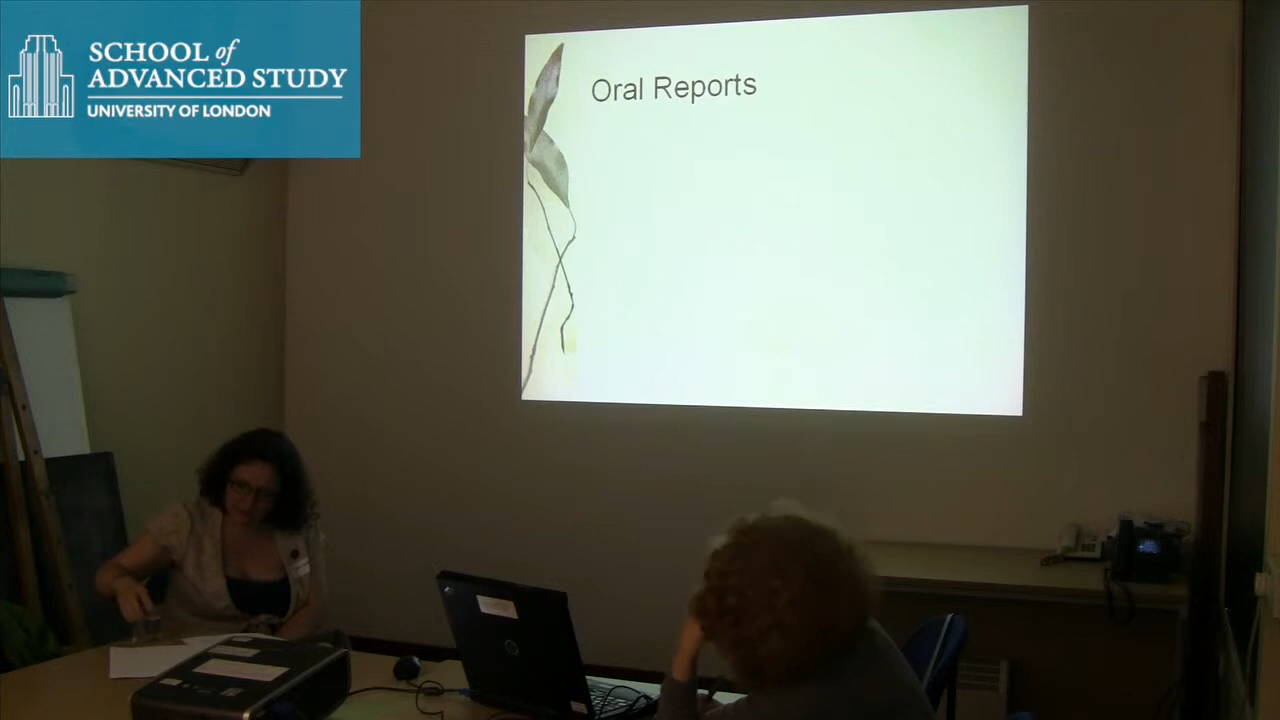 SCHOOL of
ADVANCED STUDY
UNIVERSITY OF LONDON
Oral Reports